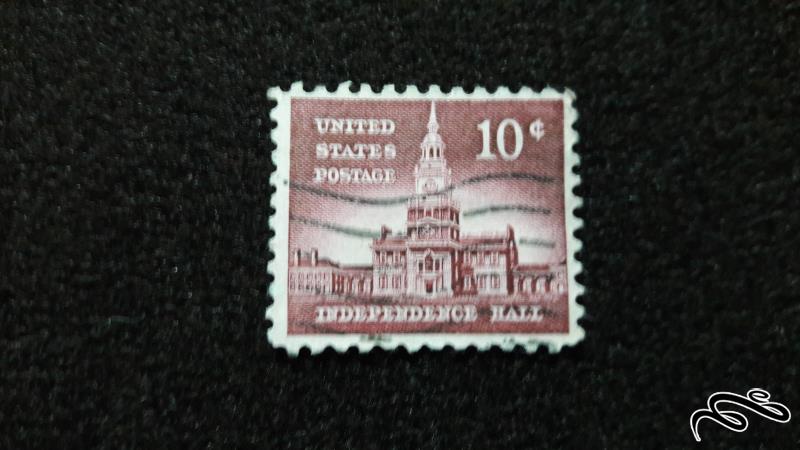 UNITED
STATES
POSTAGE
10¢
INDEPENDENCE HALL